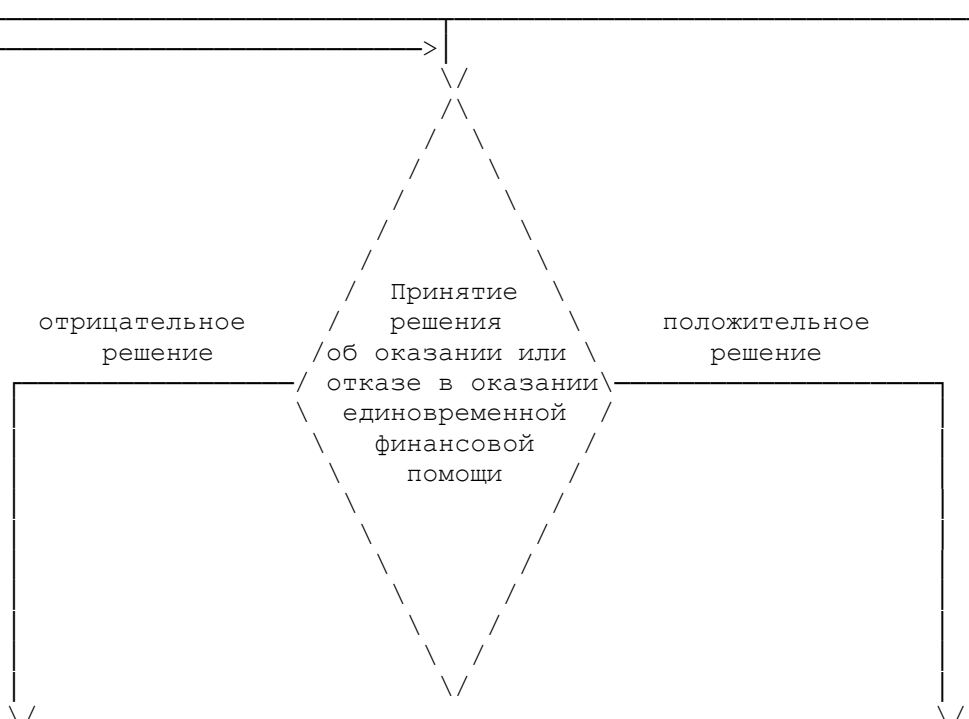 Принятие
отрицательное решения положительное
решение об оказании или решение
отказе в оказании
единовременной
финансовой
помощи